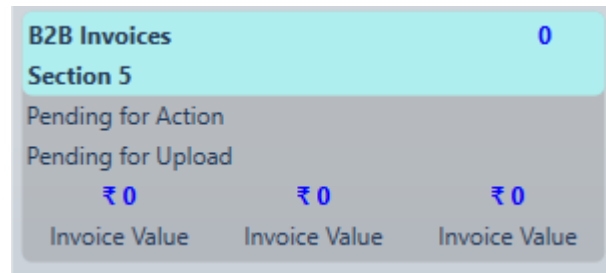 B2B Invoices 0
Section 5
Pending for Action
Pending for Upload
₹ 0 ₹ 0 ₹ 0
Invoice Value Invoice Value Invoice Value